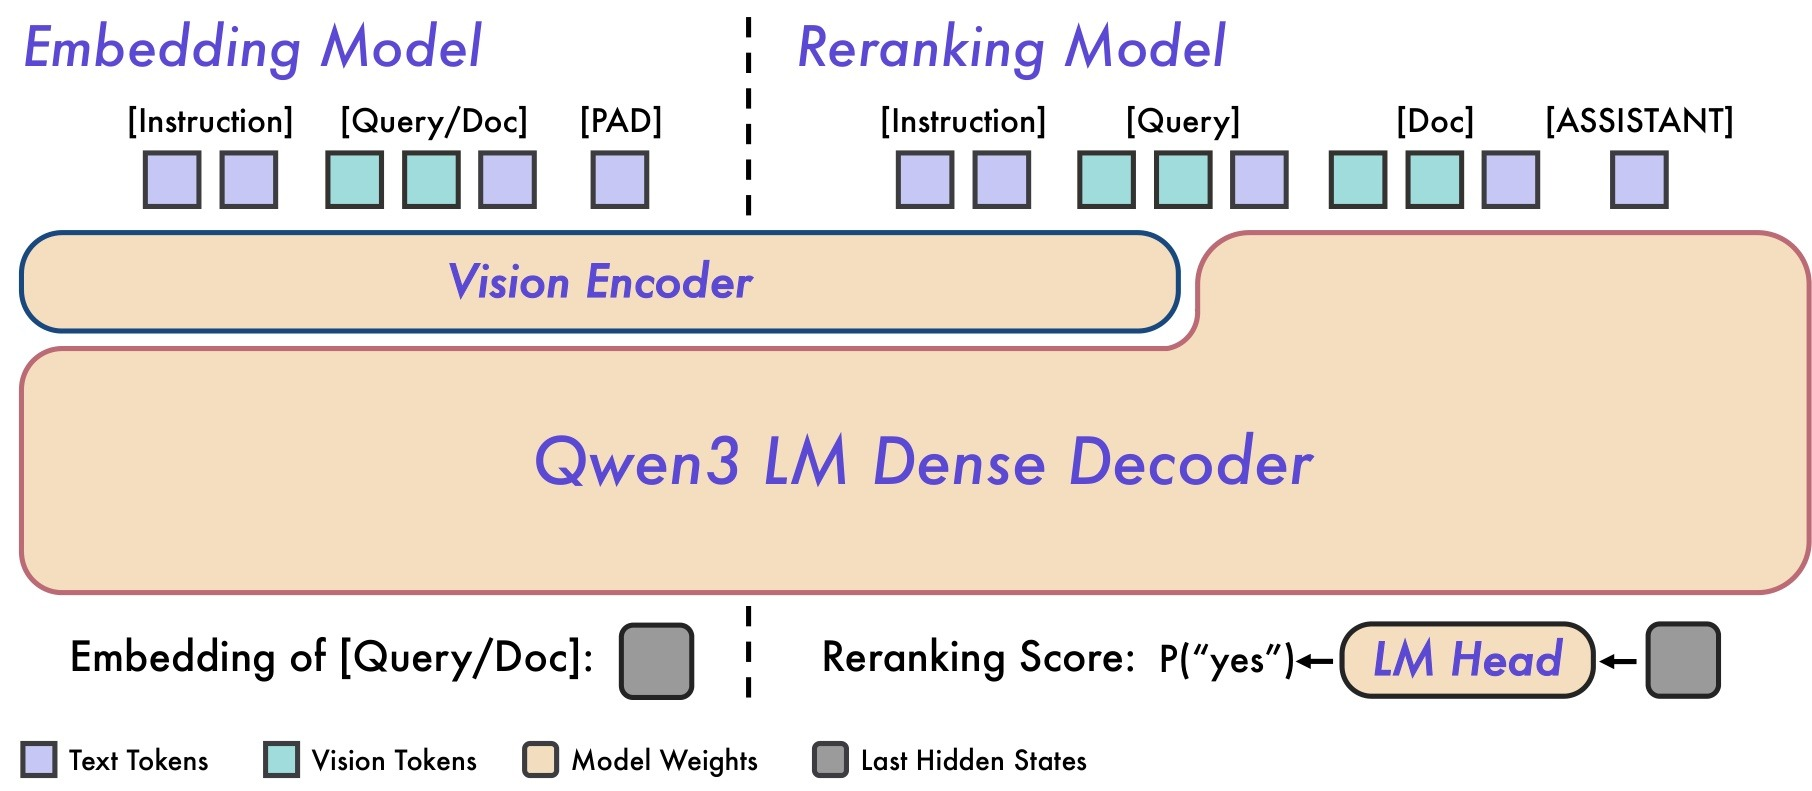 Embedding Model
Reranking Model
[Instruction] [Query/Doc] [PAD]
[Instruction] [Query] [Doc] [ASSISTANT]
Vision Encoder
Qwen3 LM Dense Decoder
Embedding of [Query/Doc]:
Reranking Score: P(“yes”) LM Head
Text Tokens Vision Tokens Model Weights Last Hidden States